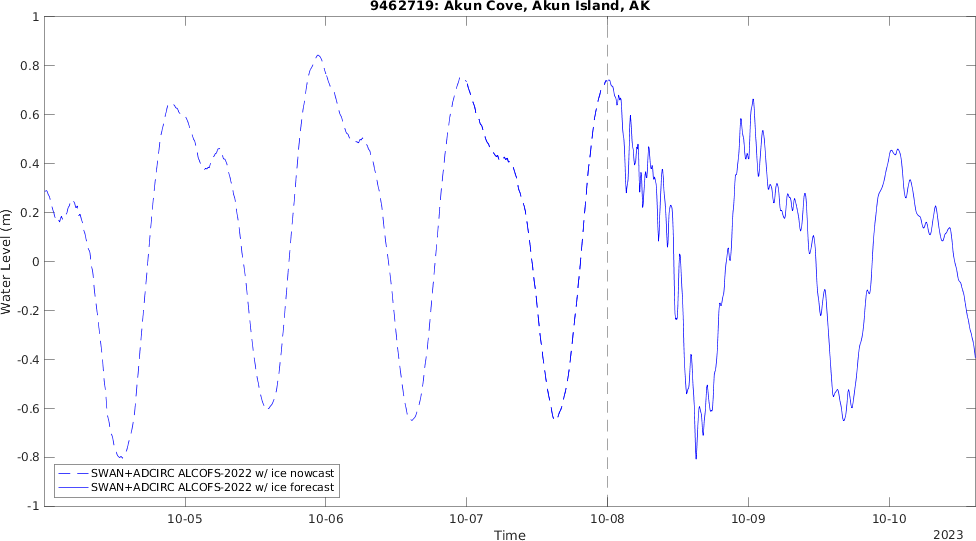 9462719: Akun Cove, Akun Island, AK
1
0.8
0.6
0.4
0.2
0
-0.2
-0.4
-0.6
-0.8
-1
Water Level (m)
SWAN+ADCIRC ALCOFS-2022 w/ ice nowcast
SWAN+ADCIRC ALCOFS-2022 w/ ice forecast
10-05 10-06 10-07 10-08 10-09 10-10
Time
2023